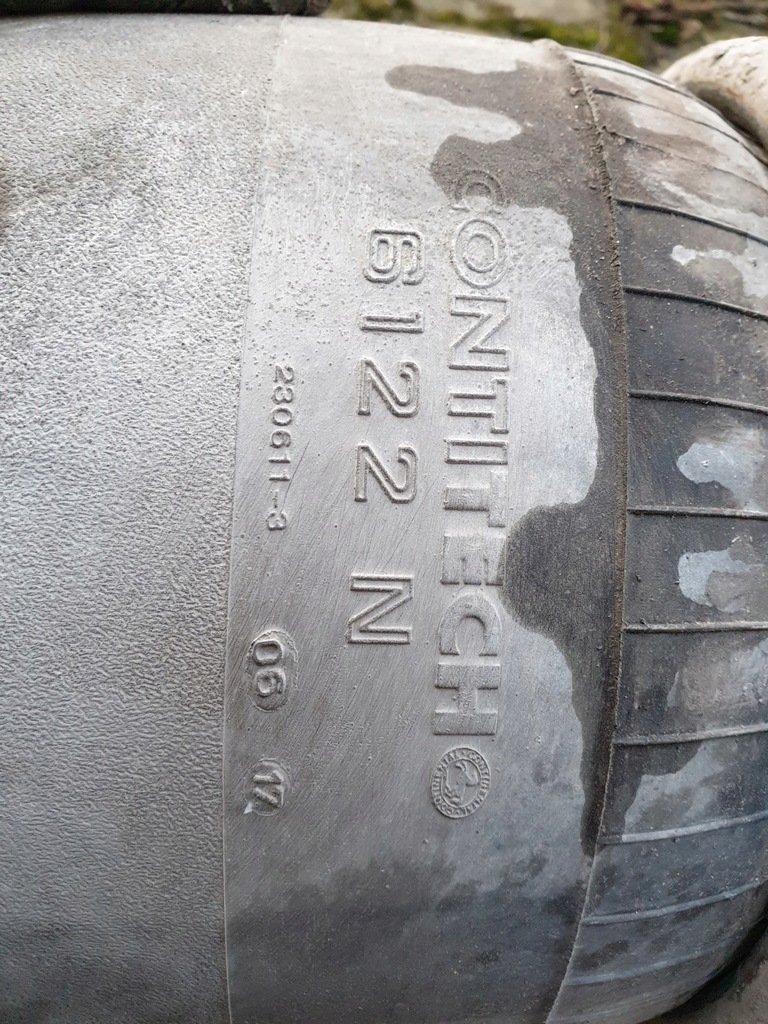 CONTITECH
6122 N
230611-3
06
17